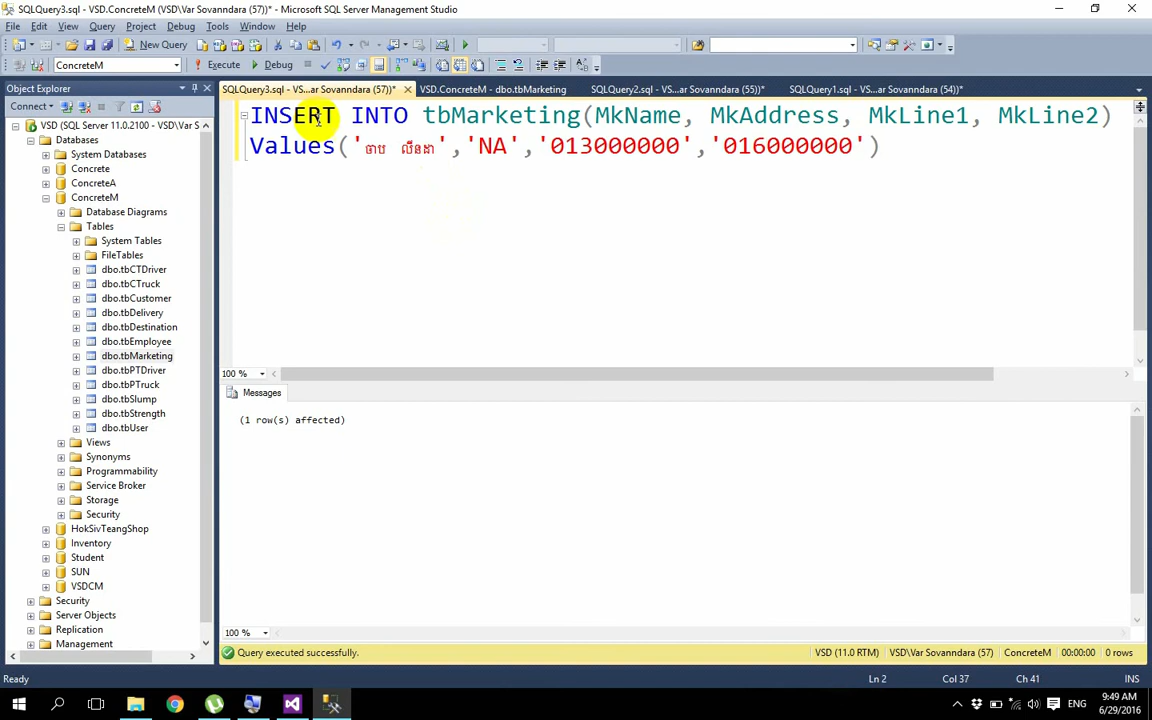 SQLQuery3.sql - VSD.ConcreteM (VSD\Var Sovanndara (57))* - Microsoft SQL Server Management Studio
File Edit View Query Project Debug Tools Window Help
New Query
ConcreteM Execute Debug
Object Explorer
SQLQuery3.sql - VS...ar Sovanndara (57))* VSD.ConcreteM - dbo.tbMarketing SQLQuery2.sql - VS...ar Sovanndara (55))* SQLQuery1.sql - VS...ar Sovanndara (54))*
Connect
VSD (SQL Server 11.0.2100 - VSD\Var S
Databases
System Databases
Concrete
ConcreteA
ConcreteM
Database Diagrams
Tables
System Tables
FileTables
dbo.tbCTDriver
dbo.tbCTruck
dbo.tbCustomer
dbo.tbDelivery
dbo.tbDestination
dbo.tbEmployee
dbo.tbMarketing
dbo.tbPTDriver
dbo.tbPTruck
dbo.tbSlump
dbo.tbStrength
dbo.tbUser
Views
Synonyms
Programmability
Service Broker
Storage
Security
HokSivTeangShop
Inventory
Student
SUN
VSDCM
Security
Server Objects
Replication
Management
INSERT INTO tbMarketing(MkName, MkAddress, MkLine1, MkLine2)
Values('ចាប លីនដា','NA','013000000','016000000')
100 %
Messages
(1 row(s) affected)
100 %
Query executed successfully. VSD (11.0 RTM) VSD\Var Sovanndara (57) ConcreteM 00:00:00 0 rows
Ready Ln 2 Col 37 Ch 41 INS
ENG 9:49 AM
6/29/2016